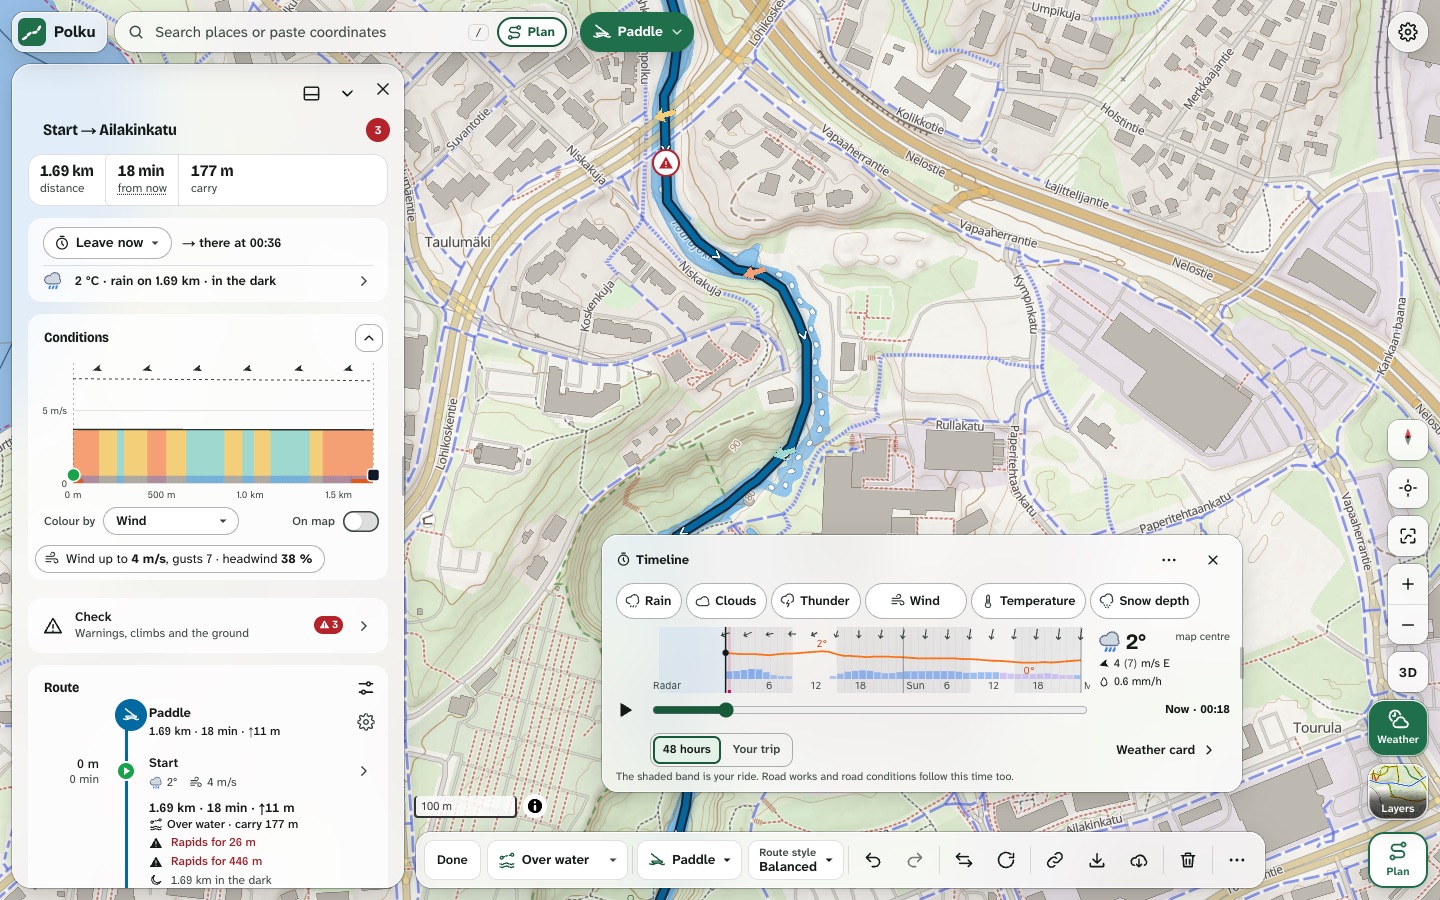 Polku
Search places or paste coordinates
/
Plan
Paddle
Start → Ailakinkatu
3
1.69 km
distance
18 min
from now
177 m
carry
Leave now
→ there at 00:36
2 °C · rain on 1.69 km · in the dark
Conditions
5 m/s
0
0 m
500 m
1.0 km
1.5 km
Colour by
Wind
On map
Wind up to 4 m/s, gusts 7 · headwind 38 %
Check
Warnings, climbs and the ground
3
Route
Paddle
1.69 km · 18 min · ↑11 m
0 m
0 min
Start
2°
4 m/s
1.69 km · 18 min · ↑11 m
Over water · carry 177 m
Rapids for 26 m
Rapids for 446 m
1.69 km in the dark
Umpikuja
Suvantotie
Niskakuja
Kolikkotie
Vapaaherrantie
Nelostie
Holstintie
Merkkaajantie
Lajittelijantie
Vapaaherrantie
Nelostie
Taulumäki
Niskakuja
Koskenkuja
Kympinkatu
Kankaanbaana
Lohikoskentie
90
Rullakatu
Paperitehtaankatu
Paperitehtaankatu
Vapaaherrantie
Tourula
Ailakinkatu
Timeline
Rain
Clouds
Thunder
Wind
Temperature
Snow depth
2°
0°
Radar
6
12
18
Sun
6
12
18
2°
map centre
4 (7) m/s E
0.6 mm/h
Now · 00:18
48 hours
Your trip
Weather card
The shaded band is your ride. Road works and road conditions follow this time too.
100 m
Done
Over water
Paddle
Route style
Balanced
+
−
3D
Weather
Layers
Plan